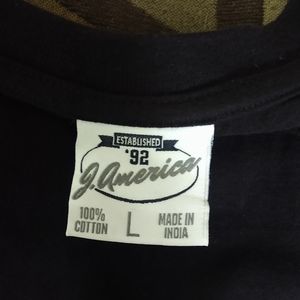 ESTABLISHED
'92
J. America
100% COTTON
L
MADE IN INDIA